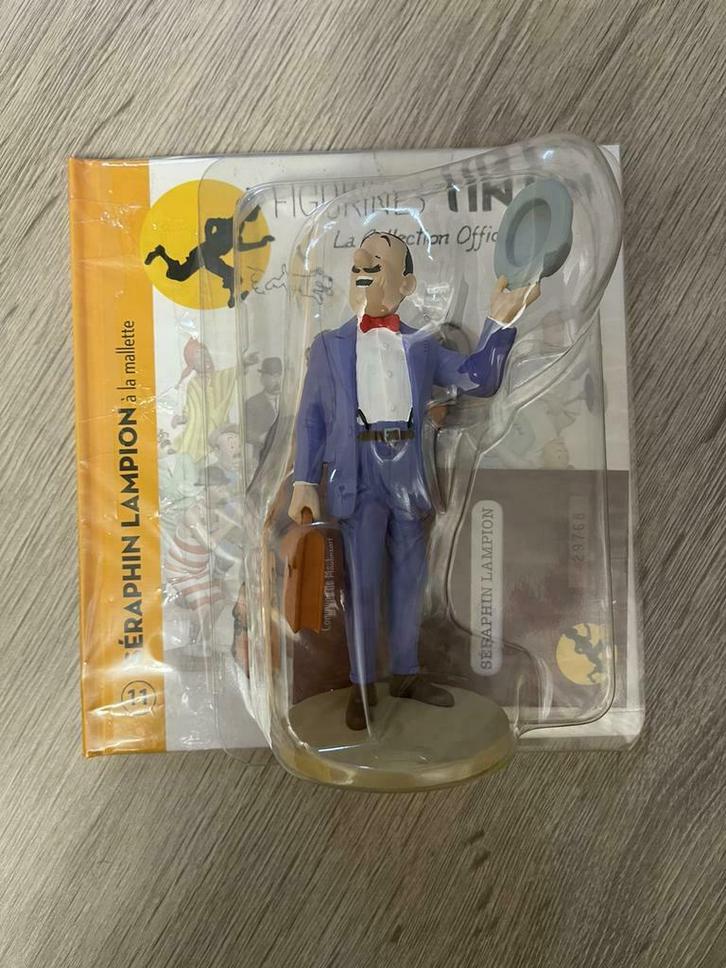 FIGURINES TIN
La Collection Offic
SÉRAPHIN LAMPION à la mallette
11
SÉRAPHIN LAMPION
29768